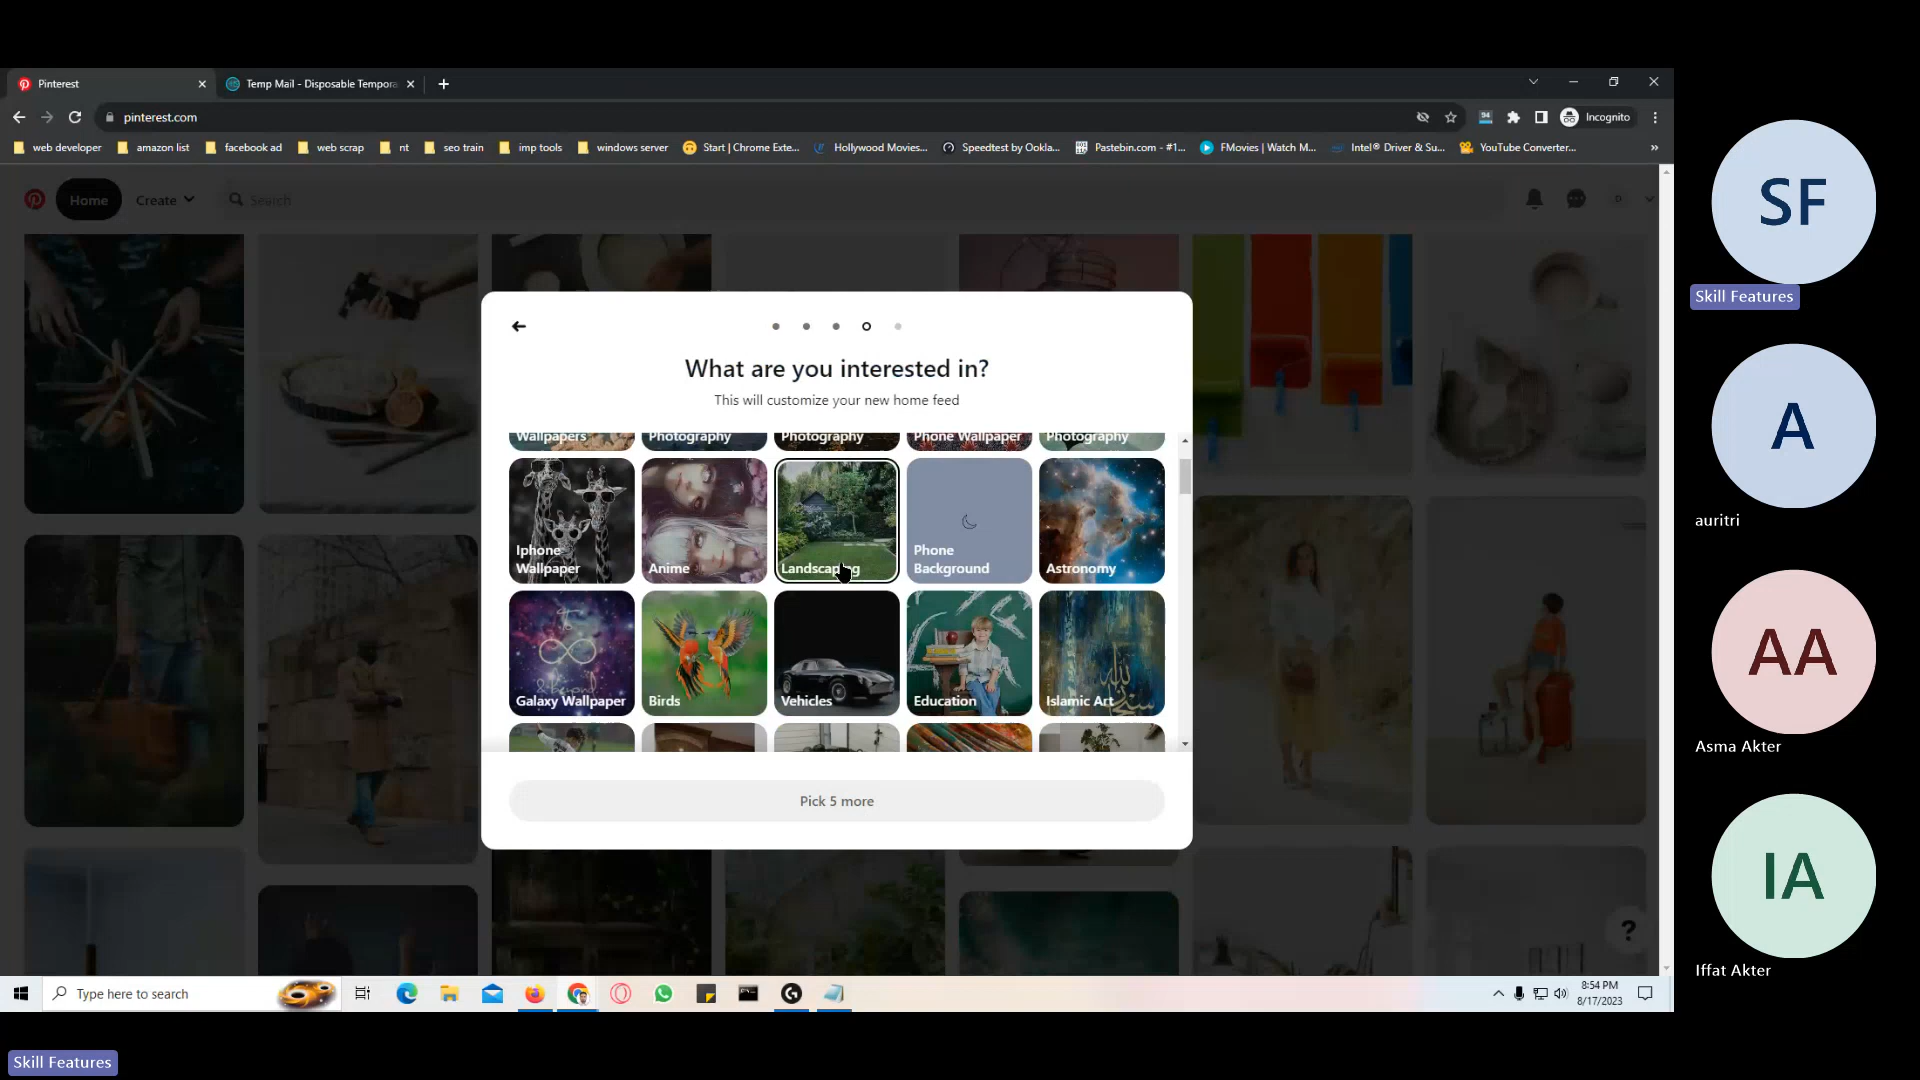 Pinterest
Temp Mail - Disposable Tempora
pinterest.com
94
Incognito
web developer
amazon list
facebook ad
web scrap
nt
seo train
imp tools
windows server
Start | Chrome Exte...
Hollywood Movies...
Speedtest by Ookla...
Pastebin.com - #1...
FMovies | Watch M...
Intel® Driver & Su...
YouTube Converter...
»
Home
Create
Search
D
What are you interested in?
This will customize your new home feed
Wallpapers
Photography
Photography
Phone Wallpaper
Photography
Iphone
Wallpaper
Anime
Landscaping
Phone
Background
Astronomy
Galaxy Wallpaper
Birds
Vehicles
Education
Islamic Art
Pick 5 more
?
Type here to search
8:54 PM
8/17/2023
SF
Skill Features
A
auritri
AA
Asma Akter
IA
Iffat Akter
Skill Features